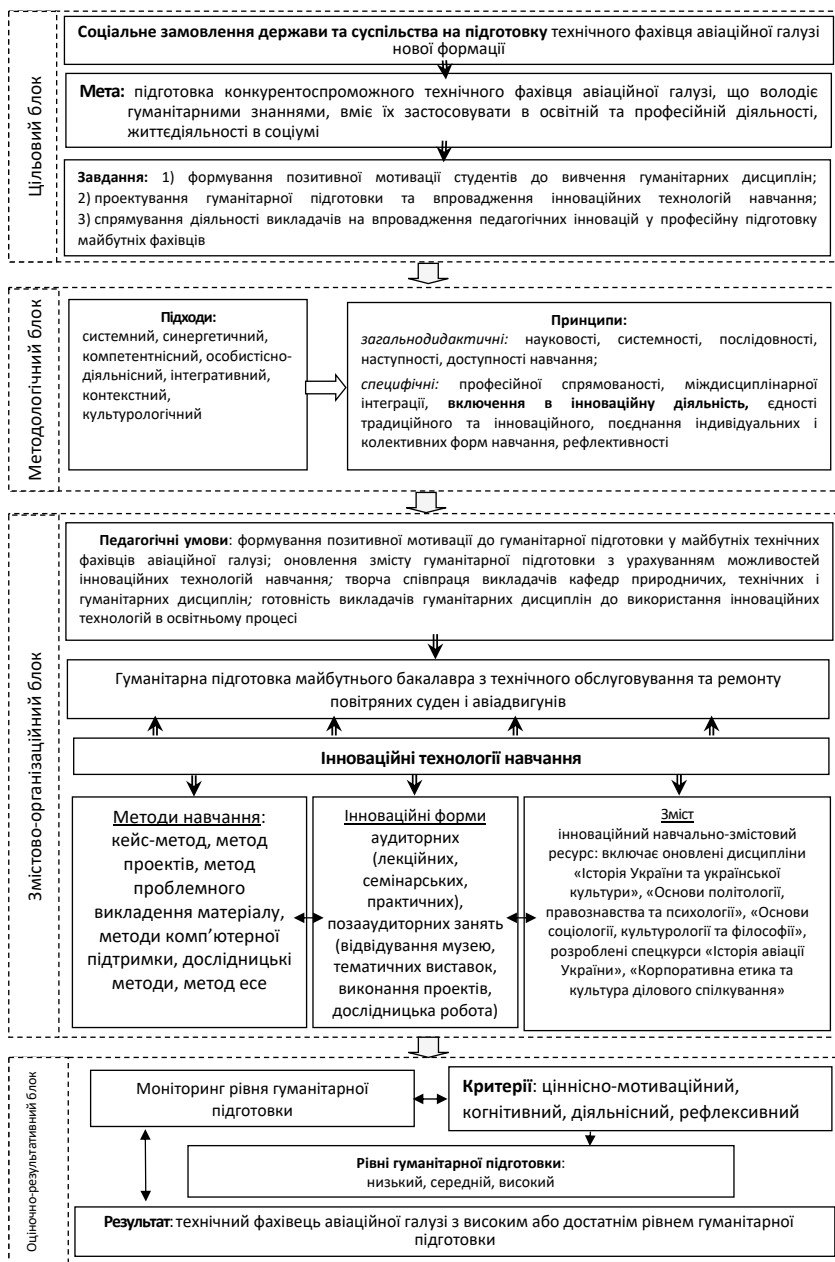 Цільовий блок
Соціальне замовлення держави та суспільства на підготовку технічного фахівця авіаційної галузі
нової формації
Мета: підготовка конкурентоспроможного технічного фахівця авіаційної галузі, що володіє
гуманітарними знаннями, вміє їх застосовувати в освітній та професійній діяльності,
життєдіяльності в соціумі
Завдання: 1) формування позитивної мотивації студентів до вивчення гуманітарних дисциплін;
2) проектування гуманітарної підготовки та впровадження інноваційних технологій навчання;
3) спрямування діяльності викладачів на впровадження педагогічних інновацій у професійну підготовку
майбутніх фахівців
Методологічний блок
Підходи:
системний, синергетичний,
компетентнісний, особистісно-
діяльнісний, інтегративний,
контекстний,
культурологічний
Принципи:
загальнодидактичні: науковості, системності, послідовності,
наступності, доступності навчання;
специфічні: професійної спрямованості, міждисциплінарної
інтеграції, включення в інноваційну діяльність, єдності
традиційного та інноваційного, поєднання індивідуальних і
колективних форм навчання, рефлективності
Змістово-організаційний блок
Педагогічні умови: формування позитивної мотивації до гуманітарної підготовки у майбутніх технічних
фахівців авіаційної галузі; оновлення змісту гуманітарної підготовки з урахуванням можливостей
інноваційних технологій навчання; творча співпраця викладачів кафедр природничих, технічних і
гуманітарних дисциплін; готовність викладачів гуманітарних дисциплін до використання інноваційних
технологій в освітньому процесі
Гуманітарна підготовка майбутнього бакалавра з технічного обслуговування та ремонту
повітряних суден і авіадвигунів
Інноваційні технології навчання
Методи навчання:
кейс-метод, метод
проектів, метод
проблемного
викладення матеріалу,
методи комп’ютерної
підтримки, дослідницькі
методи, метод есе
Інноваційні форми
аудиторних
(лекційних,
семінарських,
практичних),
позааудиторних занять
(відвідування музею,
тематичних виставок,
виконання проектів,
дослідницька робота)
Зміст
інноваційний навчально-змістовий
ресурс: включає оновлені дисципліни
«Історія України та української
культури», «Основи політології,
правознавства та психології», «Основи
соціології, культурології та філософії»,
розроблені спецкурси «Історія авіації
України», «Корпоративна етика та
культура ділового спілкування»
Оціночно-результативний блок
Моніторинг рівня гуманітарної
підготовки
Критерії: ціннісно-мотиваційний,
когнітивний, діяльнісний, рефлексивний
Рівні гуманітарної підготовки:
низький, середній, високий
Результат: технічний фахівець авіаційної галузі з високим або достатнім рівнем гуманітарної
підготовки